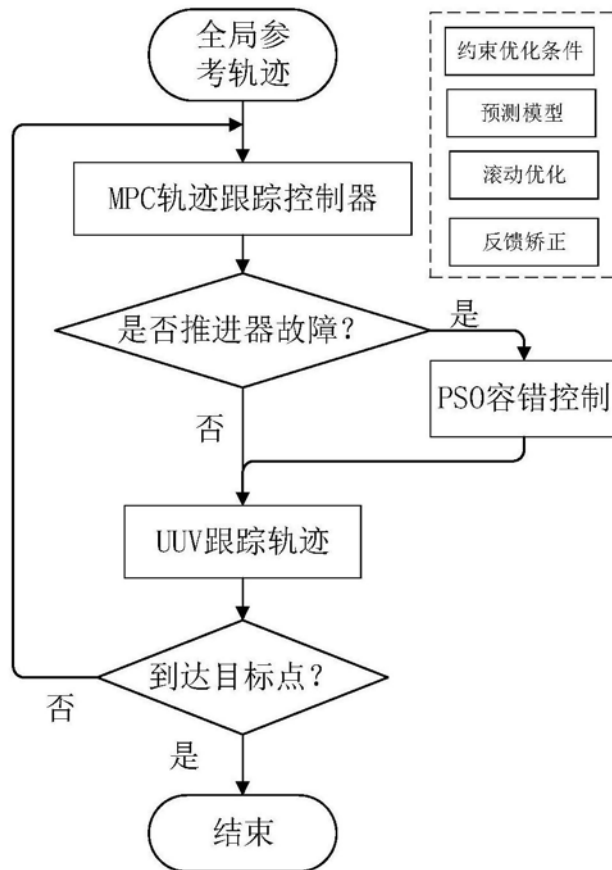 全局参
考轨迹
约束优化条件
预测模型
滚动优化
反馈矫正
MPC轨迹跟踪控制器
是否推进器故障？
是
否
PSO容错控制
UUV跟踪轨迹
到达目标点？
否
是
结束